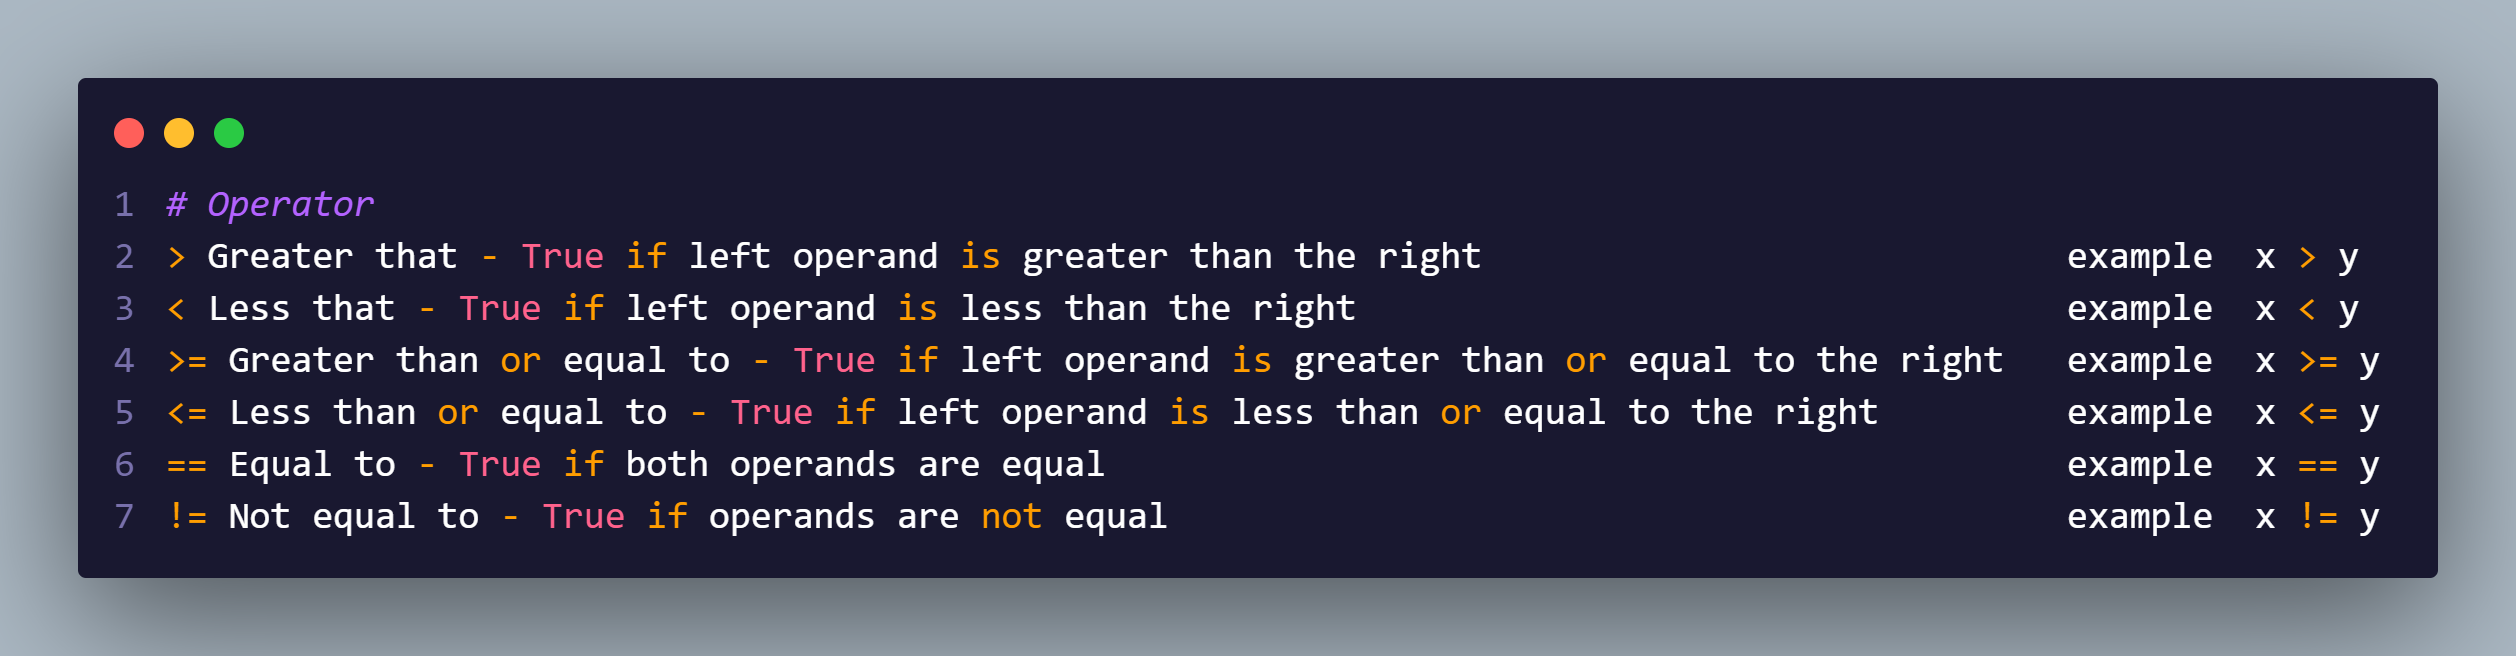 1 # Operator
2 > Greater that - True if left operand is greater than the right example x > y
3 < Less that - True if left operand is less than the right example x < y
4 >= Greater than or equal to - True if left operand is greater than or equal to the right example x >= y
5 <= Less than or equal to - True if left operand is less than or equal to the right example x <= y
6 == Equal to - True if both operands are equal example x == y
7 != Not equal to - True if operands are not equal example x != y